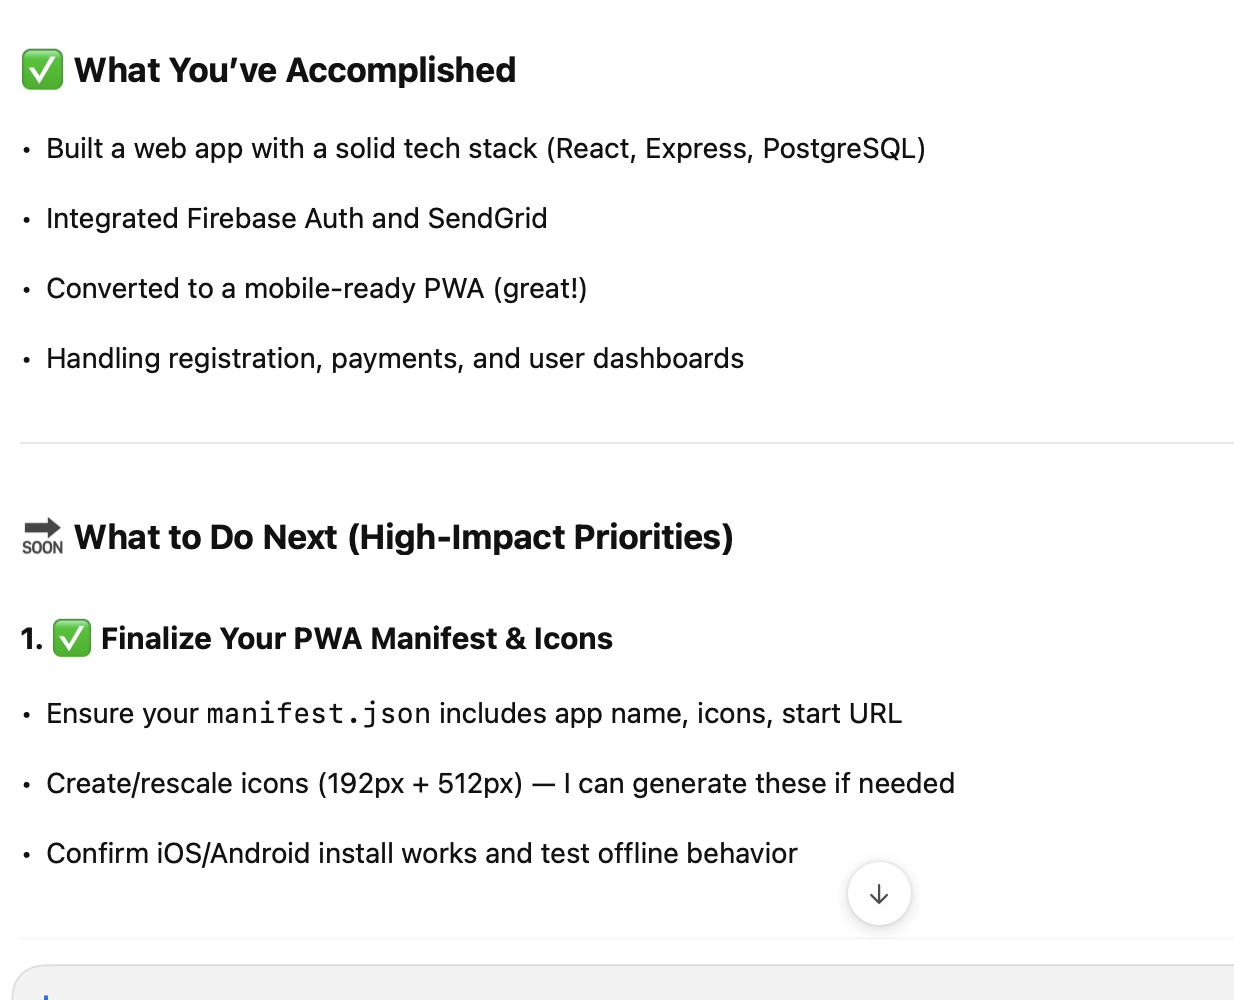 ✅ What You’ve Accomplished
• Built a web app with a solid tech stack (React, Express, PostgreSQL)
• Integrated Firebase Auth and SendGrid
• Converted to a mobile-ready PWA (great!)
• Handling registration, payments, and user dashboards
🔜 What to Do Next (High-Impact Priorities)
1. ✅ Finalize Your PWA Manifest & Icons
• Ensure your manifest.json includes app name, icons, start URL
• Create/rescale icons (192px + 512px) — I can generate these if needed
• Confirm iOS/Android install works and test offline behavior